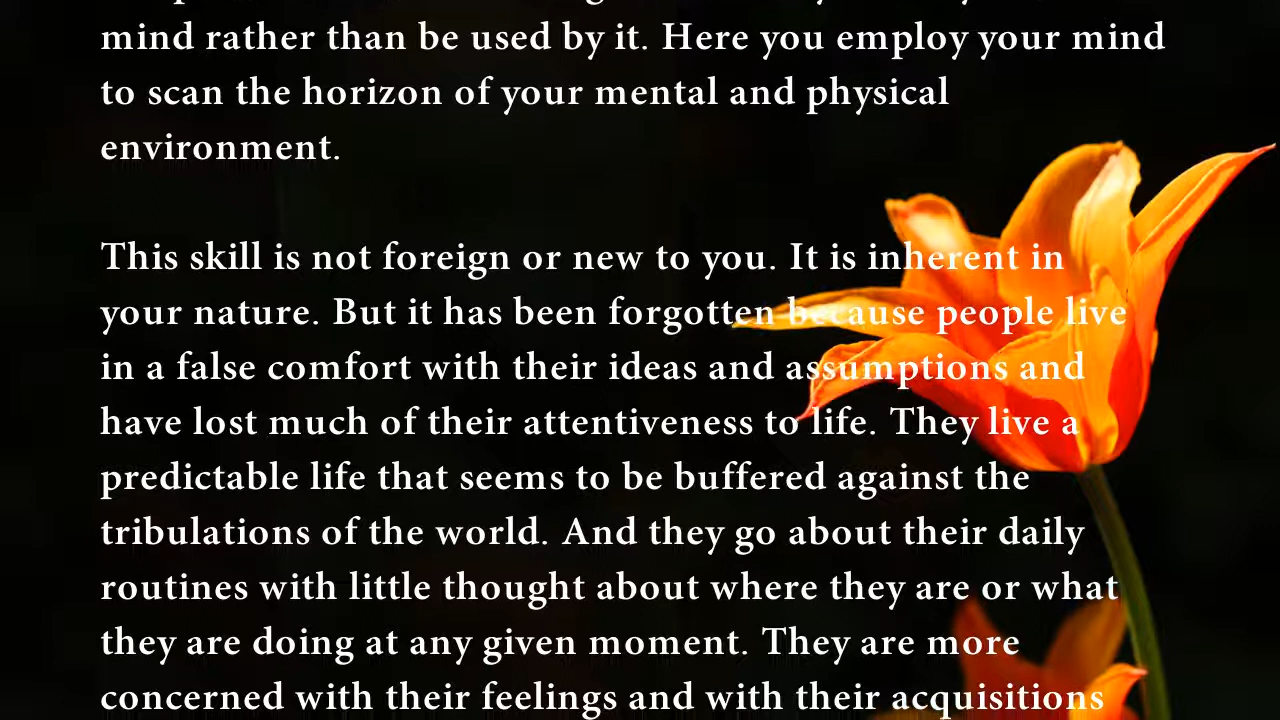 mind rather than be used by it. Here you employ your mind
to scan the horizon of your mental and physical
environment.
This skill is not foreign or new to you. It is inherent in
your nature. But it has been forgotten because people live
in a false comfort with their ideas and assumptions and
have lost much of their attentiveness to life. They live a
predictable life that seems to be buffered against the
tribulations of the world. And they go about their daily
routines with little thought about where they are or what
they are doing at any given moment. They are more
concerned with their feelings and with their acquisitions